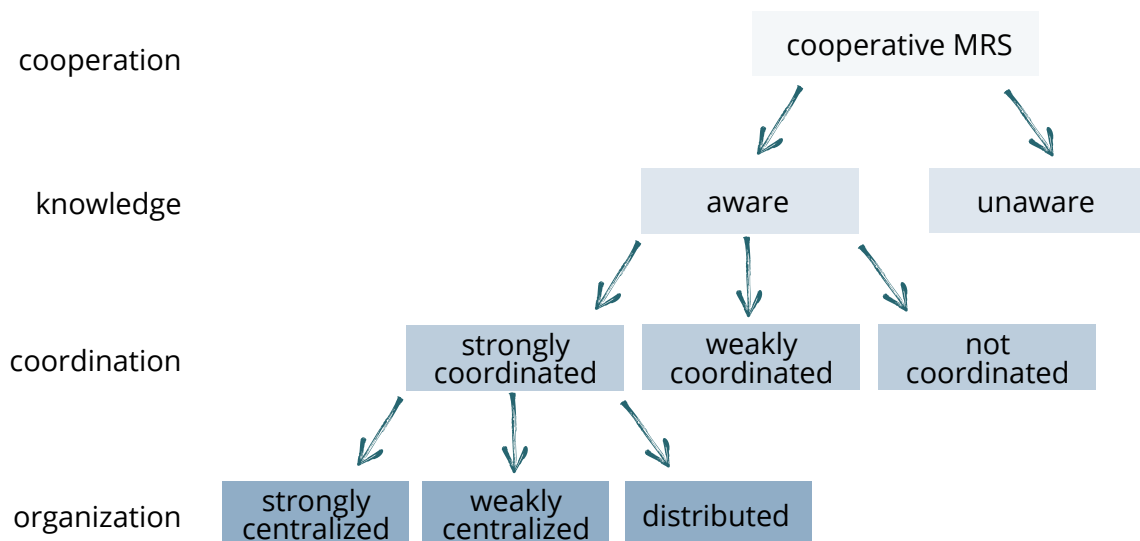 cooperation
cooperative MRS
knowledge
aware
unaware
coordination
strongly
coordinated
weakly
coordinated
not
coordinated
organization
strongly
centralized
weakly
centralized
distributed